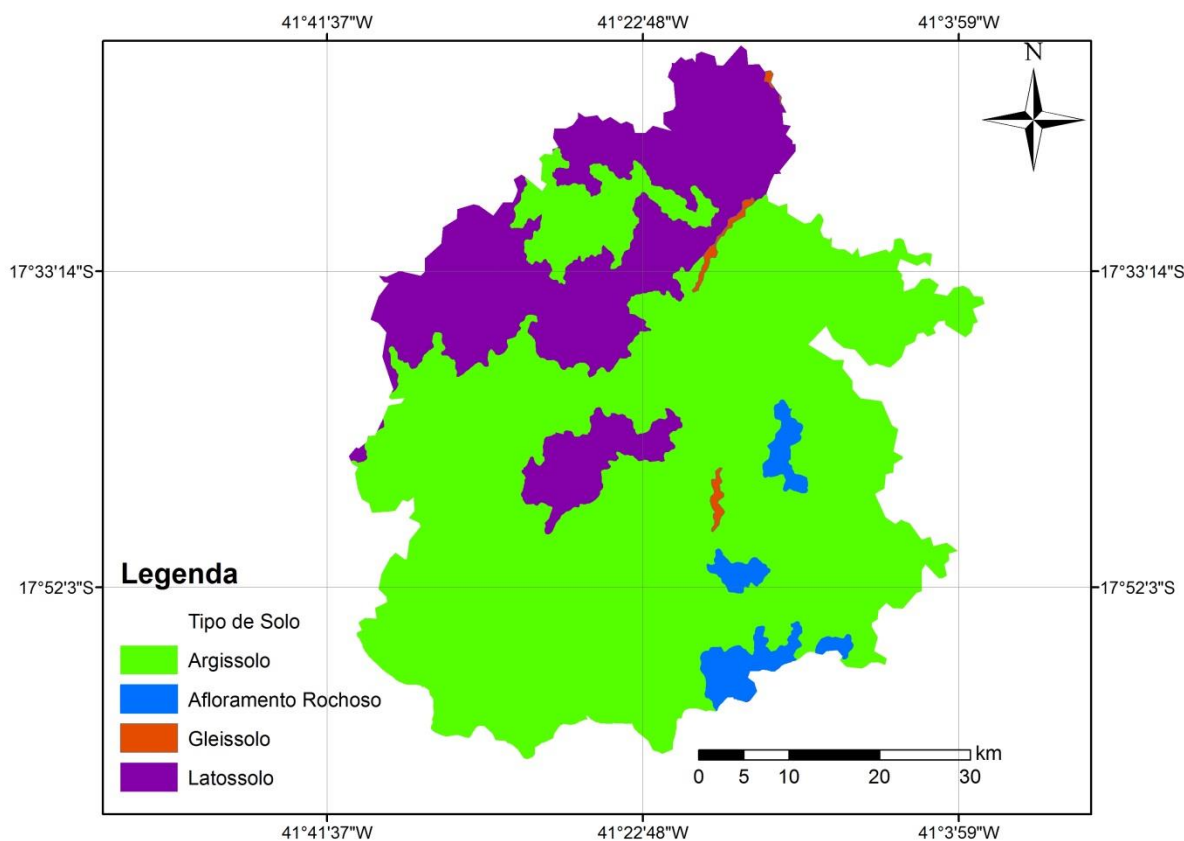 41°41'37"W 41°22'48"W 41°3'59"W
N
17°33'14"S 17°33'14"S
17°52'3"S 17°52'3"S
Legenda
Tipo de Solo
Argissolo
Afloramento Rochoso
Gleissolo
Latossolo
km
0 5 10 20 30
41°41'37"W 41°22'48"W 41°3'59"W